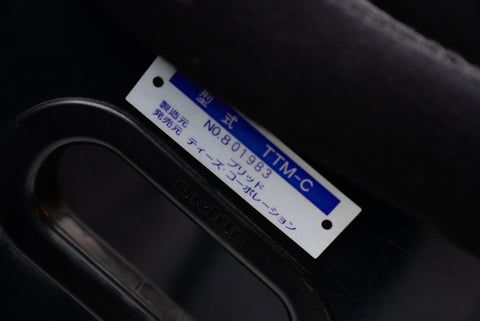 型式 TTM-C
NO.801983
製造元 ブリッド
発売元 ティーズ・コーポレーション
BRIDE